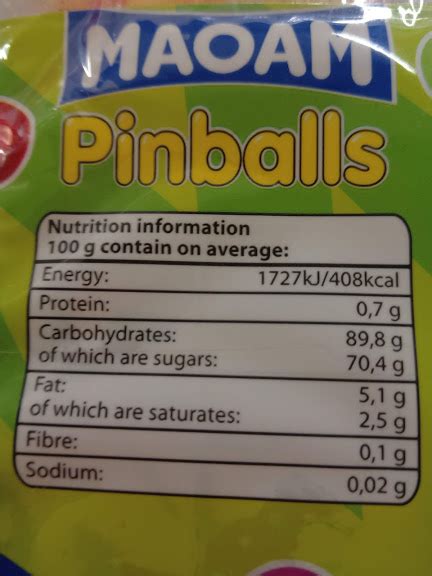 MAOAM
Pinballs
Nutrition information
100 g contain on average:
Energy: 1727kJ/408kcal
Protein: 0,7 g
Carbohydrates: 89,8 g
of which are sugars: 70,4 g
Fat: 5,1 g
of which are saturates: 2,5 g
Fibre: 0,1 g
Sodium: 0,02 g